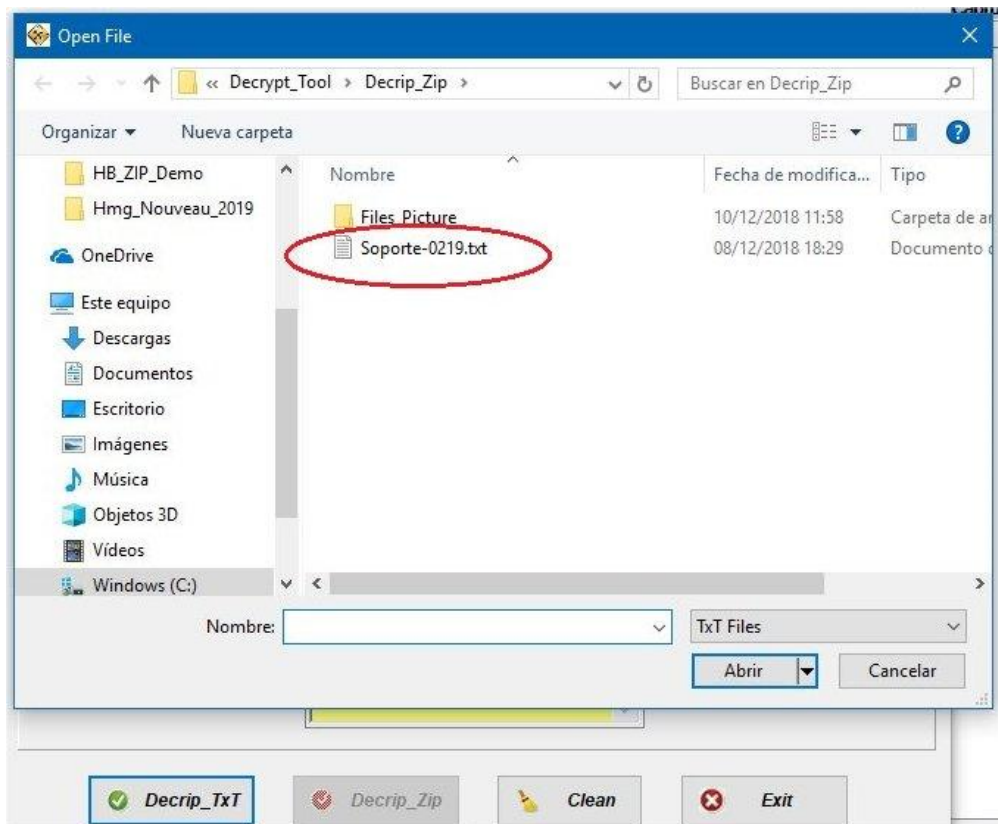 Open File
« Decrypt_Tool > Decrip_Zip >
Buscar en Decrip_Zip
Organizar
Nueva carpeta
HB_ZIP_Demo
Hmg_Nouveau_2019
OneDrive
Este equipo
Descargas
Documentos
Escritorio
Imágenes
Música
Objetos 3D
Vídeos
Windows (C:)
Nombre
Fecha de modifica...
Tipo
Files_Picture
10/12/2018 11:58
Carpeta de ar
Soporte-0219.txt
08/12/2018 18:29
Documento
Nombre:
TxT Files
Abrir
Cancelar
Decrip_TxT
Decrip_Zip
Clean
Exit